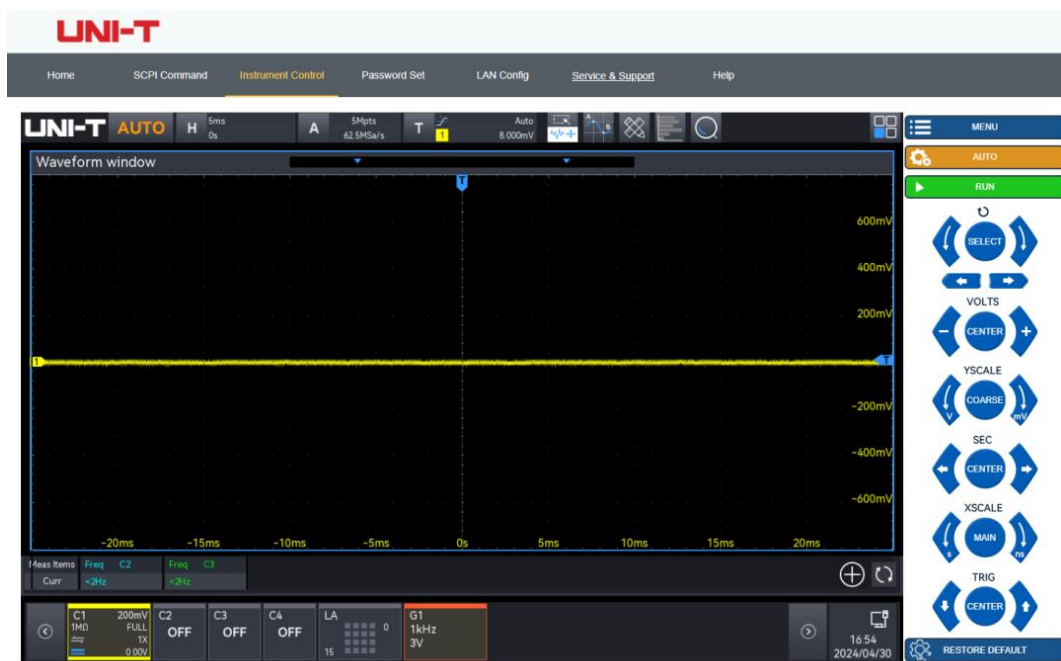 UNI-T
Home SCPI Command Instrument Control Password Set LAN Config Service & Support Help
UNI-T AUTO H 5ms 0s A 5Mpts 62.5MSa/s T 1 Auto 8.000mV
MENU
Waveform window
AUTO
RUN
T
600mV
SELECT
400mV
VOLTS
200mV
CENTER
1
T
YSCALE
-200mV
COARSE
V mV
-400mV
SEC
CENTER
-600mV
XSCALE
-20ms -15ms -10ms -5ms 0s 5ms 10ms 15ms 20ms
MAIN
s ns
Meas Items Freq C2 Freq C3
Curr <2Hz <2Hz
TRIG
CENTER
C1 200mV C2 C3 C4 LA G1
1MΩ FULL OFF OFF OFF 0 1kHz
1X 3V
0.00V 15
16:54
2024/04/30
RESTORE DEFAULT